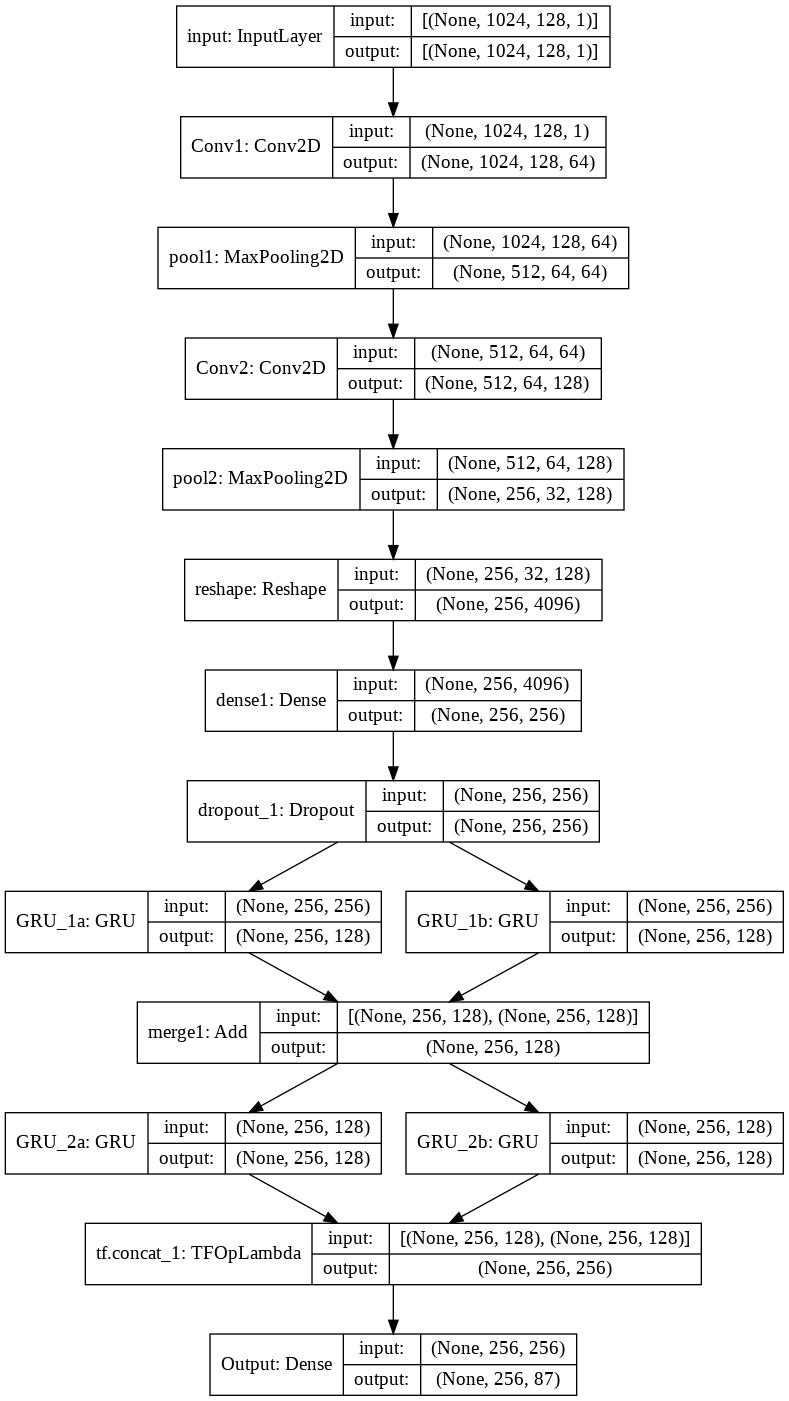 input: InputLayer
input: [(None, 1024, 128, 1)]
output: [(None, 1024, 128, 1)]
Conv1: Conv2D
input: (None, 1024, 128, 1)
output: (None, 1024, 128, 64)
pool1: MaxPooling2D
input: (None, 1024, 128, 64)
output: (None, 512, 64, 64)
Conv2: Conv2D
input: (None, 512, 64, 64)
output: (None, 512, 64, 128)
pool2: MaxPooling2D
input: (None, 512, 64, 128)
output: (None, 256, 32, 128)
reshape: Reshape
input: (None, 256, 32, 128)
output: (None, 256, 4096)
dense1: Dense
input: (None, 256, 4096)
output: (None, 256, 256)
dropout_1: Dropout
input: (None, 256, 256)
output: (None, 256, 256)
GRU_1a: GRU
input: (None, 256, 256)
output: (None, 256, 128)
GRU_1b: GRU
input: (None, 256, 256)
output: (None, 256, 128)
merge1: Add
input: [(None, 256, 128), (None, 256, 128)]
output: (None, 256, 128)
GRU_2a: GRU
input: (None, 256, 128)
output: (None, 256, 128)
GRU_2b: GRU
input: (None, 256, 128)
output: (None, 256, 128)
tf.concat_1: TFOpLambda
input: [(None, 256, 128), (None, 256, 128)]
output: (None, 256, 256)
Output: Dense
input: (None, 256, 256)
output: (None, 256, 87)